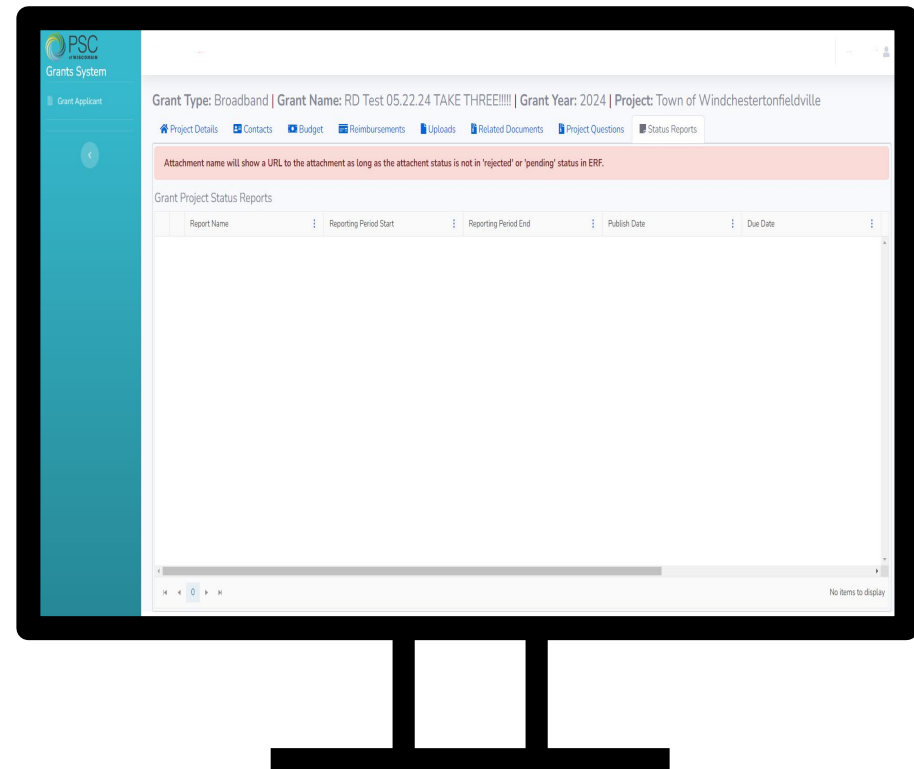 PSC
OF WISCONSIN
Grants System
Grant Applicant
Grant Type: Broadband | Grant Name: RD Test 05.22.24 TAKE THREE!!!!! | Grant Year: 2024 | Project: Town of Windchestertonfieldville
Project Details Contacts Budget Reimbursements Uploads Related Documents Project Questions Status Reports
Attachment name will show a URL to the attachment as long as the attachent status is not in 'rejected' or 'pending' status in ERF.
Grant Project Status Reports
Report Name Reporting Period Start Reporting Period End Publish Date Due Date
0
No items to display